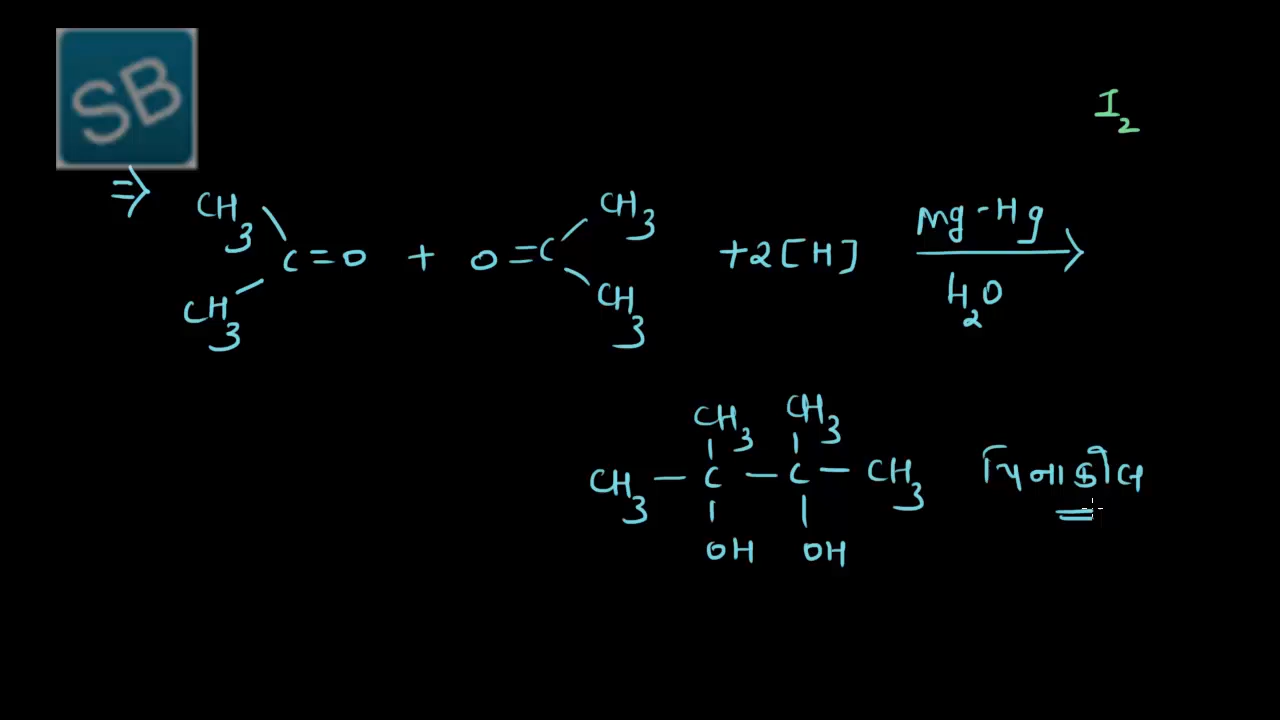 SB
I₂
⇒ CH₃ CH₃
C=O + O=C +2[H] Mg-Hg
CH₃ CH₃ H₂O
CH₃ CH₃
CH₃ - C - C - CH₃ પિનાકોલ
OH OH